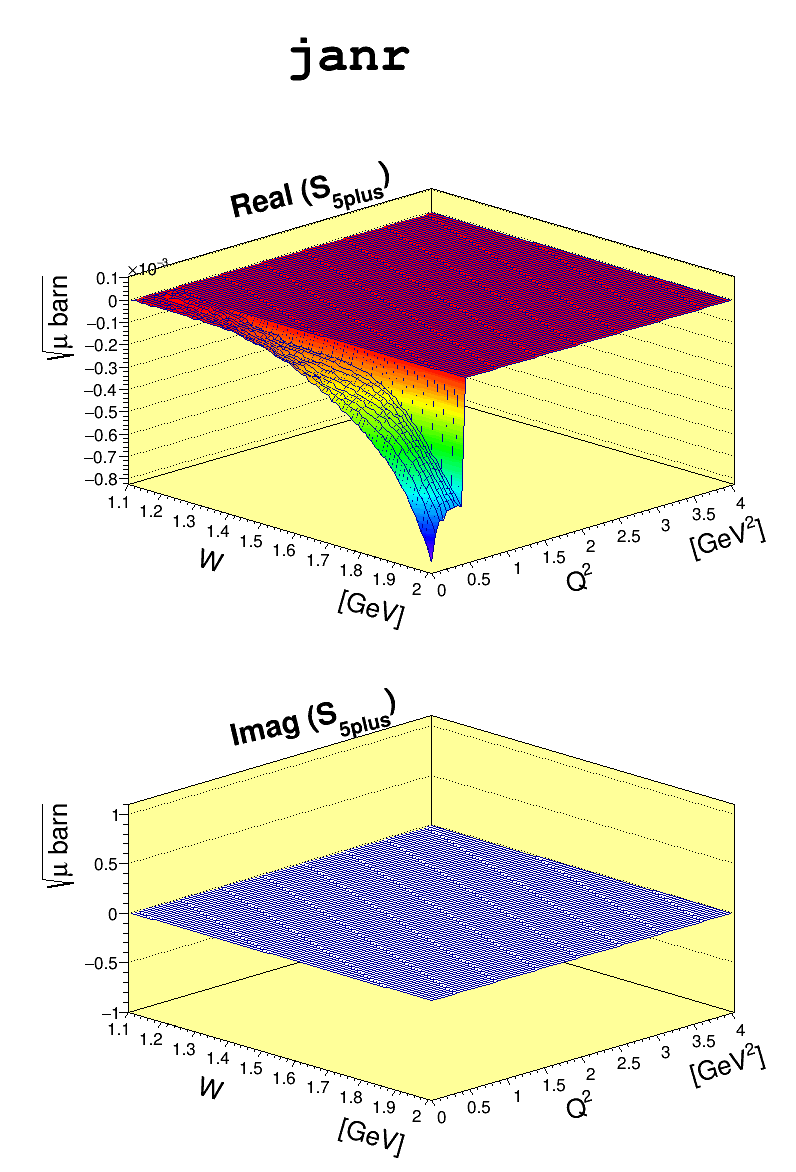 janr
Real (S5plus)
×10−3
√μ barn
0.1
0
−0.1
−0.2
−0.3
−0.4
−0.5
−0.6
−0.7
−0.8
1.1 1.2 1.3 1.4 1.5 1.6 1.7 1.8 1.9 2
W
[GeV]
0 0.5 1 1.5 2 2.5 3 3.5 4
Q2
[GeV2]
Imag (S5plus)
√μ barn
1
0.5
0
−0.5
−1
1.1 1.2 1.3 1.4 1.5 1.6 1.7 1.8 1.9 2
W
[GeV]
0 0.5 1 1.5 2 2.5 3 3.5 4
Q2
[GeV2]